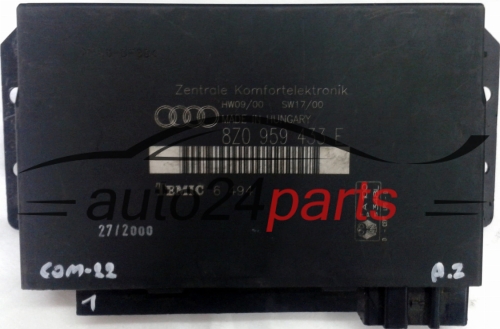 Zentrale Komfortelektronik
HW09/00 SW17/00
MADE IN HUNGARY
8Z0 959 433 F
BMIC
auto24parts
27/2000
COM-22
A.2
1